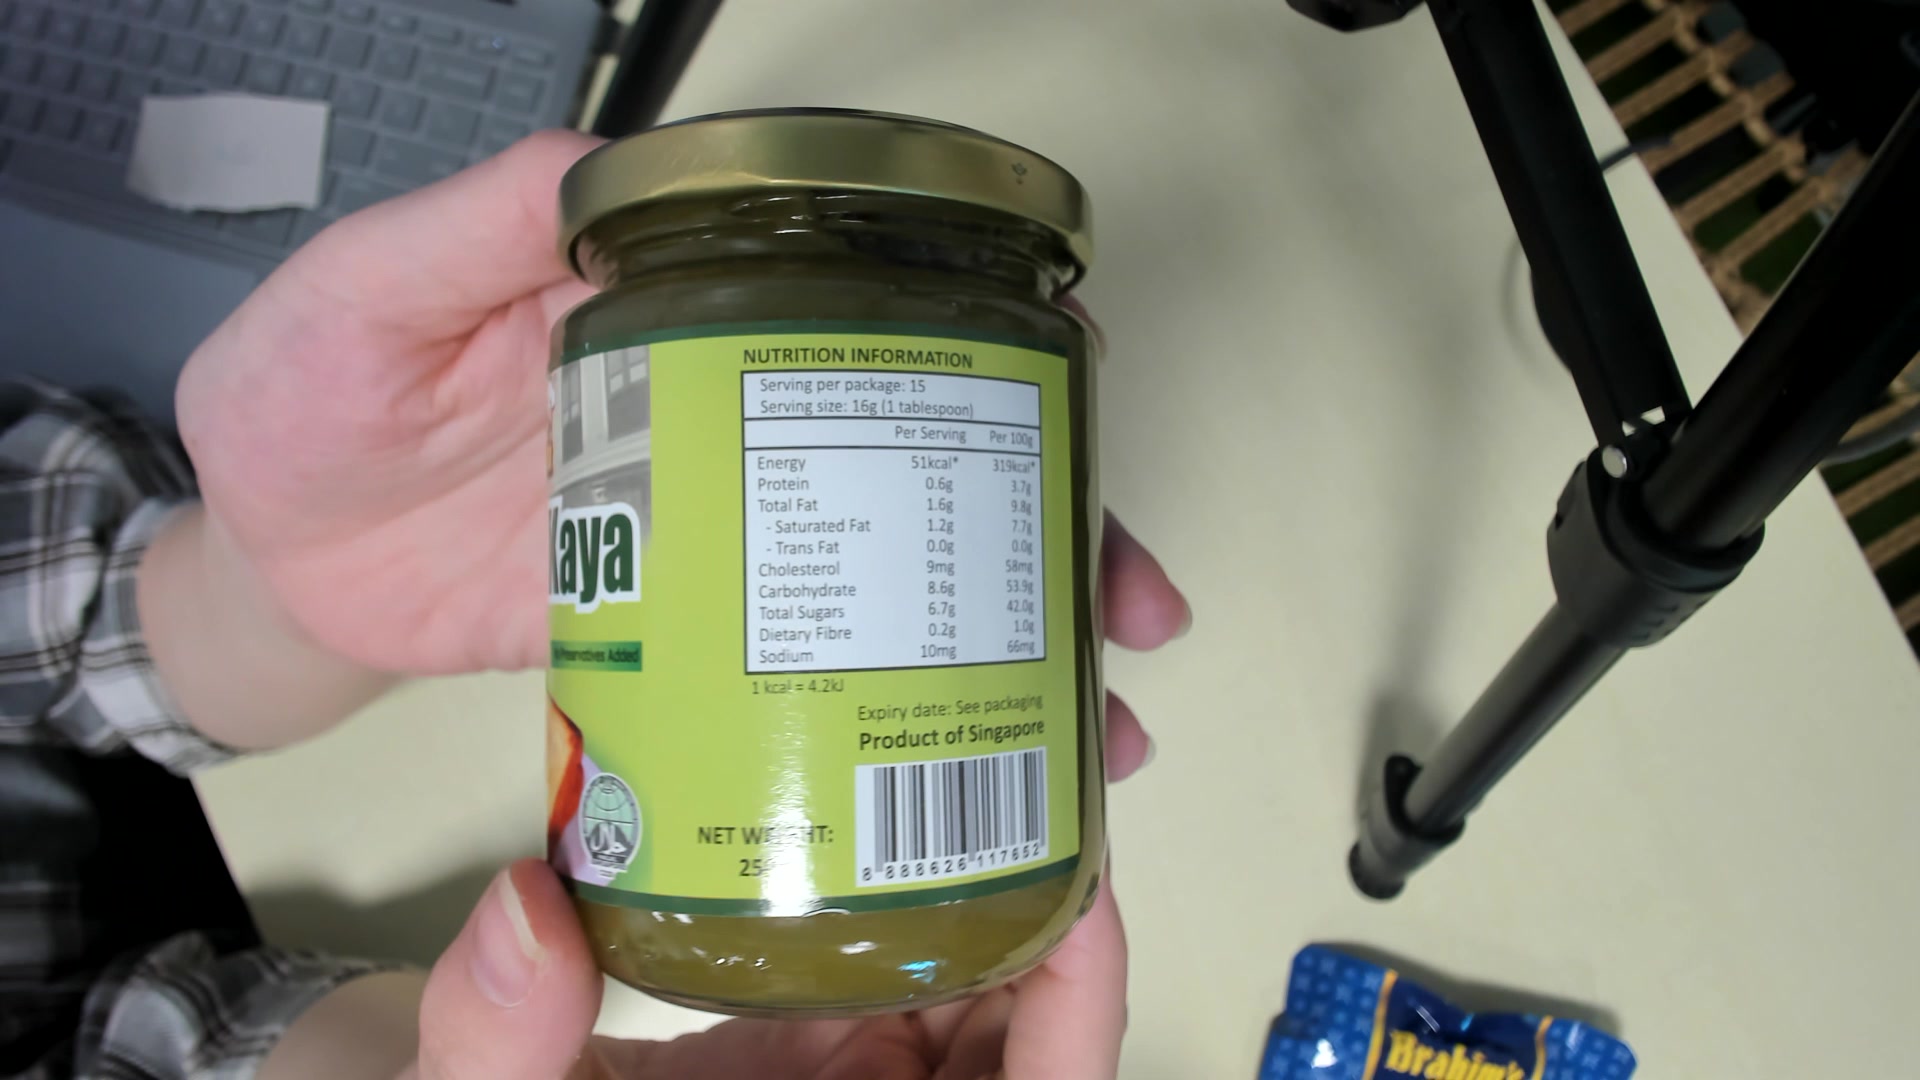 NUTRITION INFORMATION
Serving per package: 15
Serving size: 16g (1 tablespoon)
Per Serving Per 100g
Energy 51kcal* 319kcal*
Protein 0.6g 3.7g
Total Fat 1.6g 9.8g
- Saturated Fat 1.2g 7.7g
- Trans Fat 0.0g 0.0g
Cholesterol 9mg 58mg
Carbohydrate 8.6g 53.9g
Total Sugars 6.7g 42.0g
Dietary Fibre 0.2g 1.0g
Sodium 10mg 66mg
1 kcal = 4.2kJ
Expiry date: See packaging
Product of Singapore
8 888626 117652
NET WEIGHT:
Kaya
Preservatives Added
Brahim's